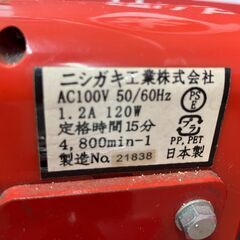 ニシガキ工業株式会社
AC100V 50/60Hz
1.2A 120W
定格時間15分
4,800min-1
製造No. 21838
PS
E
PP,PET
日本製